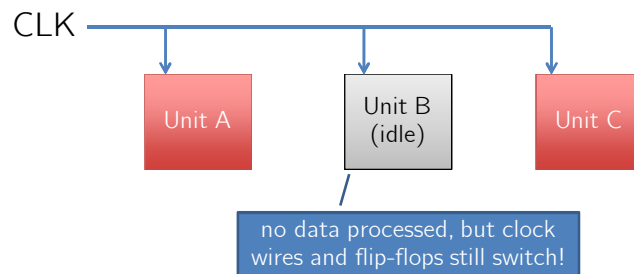 CLK
Unit A
Unit B
(idle)
Unit C
no data processed, but clock
wires and flip-flops still switch!